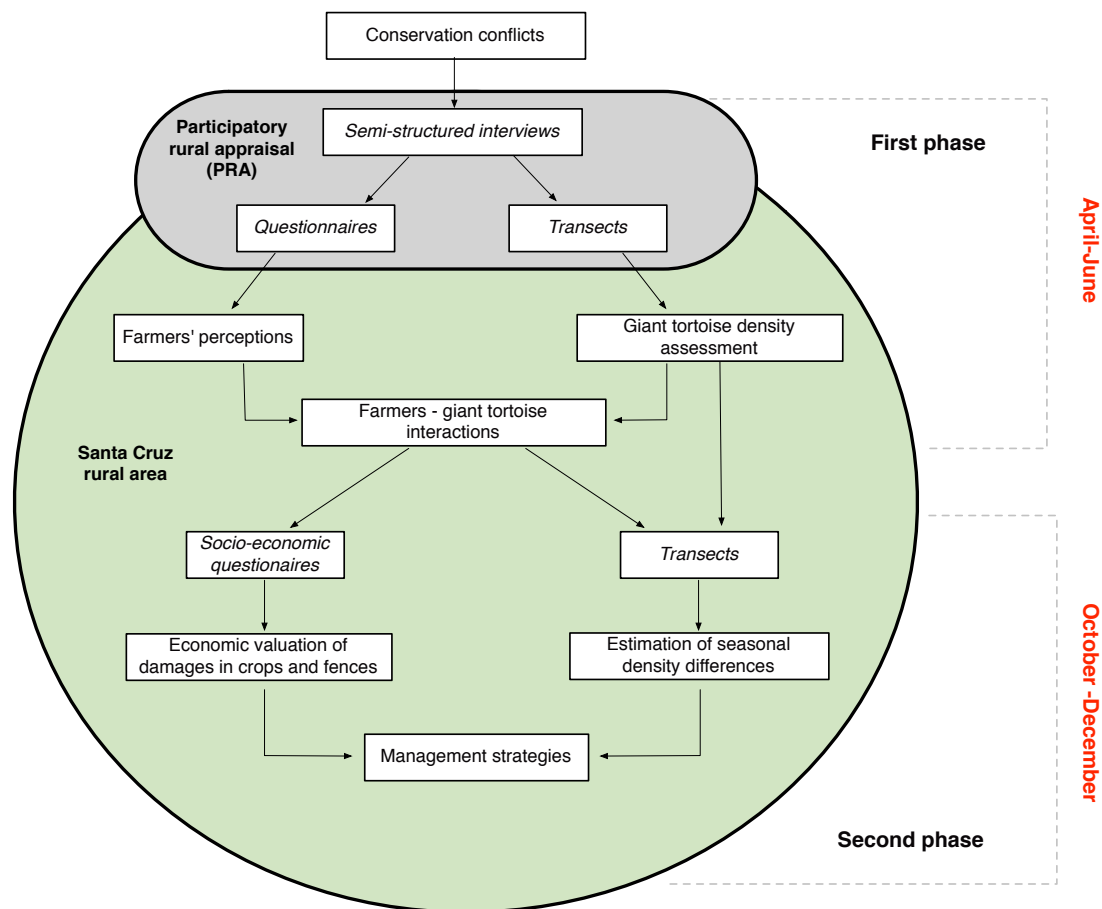 Conservation conflicts
Participatory
rural appraisal
(PRA)
Semi-structured interviews
First phase
Questionnaires
Transects
April-June
Farmers' perceptions
Giant tortoise density
assessment
Farmers - giant tortoise
interactions
Santa Cruz
rural area
Socio-economic
questionaires
Transects
Economic valuation of
damages in crops and fences
Estimation of seasonal
density differences
October -December
Management strategies
Second phase